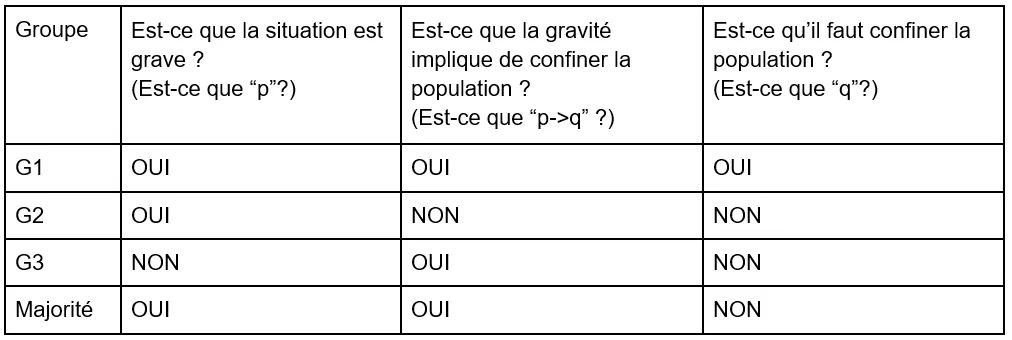 Groupe
Est-ce que la situation est
grave ?
(Est-ce que “p”?)
Est-ce que la gravité
implique de confiner la
population ?
(Est-ce que “p->q” ?)
Est-ce qu’il faut confiner la
population ?
(Est-ce que “q”?)
G1 OUI OUI OUI
G2 OUI NON NON
G3 NON OUI NON
Majorité OUI OUI NON